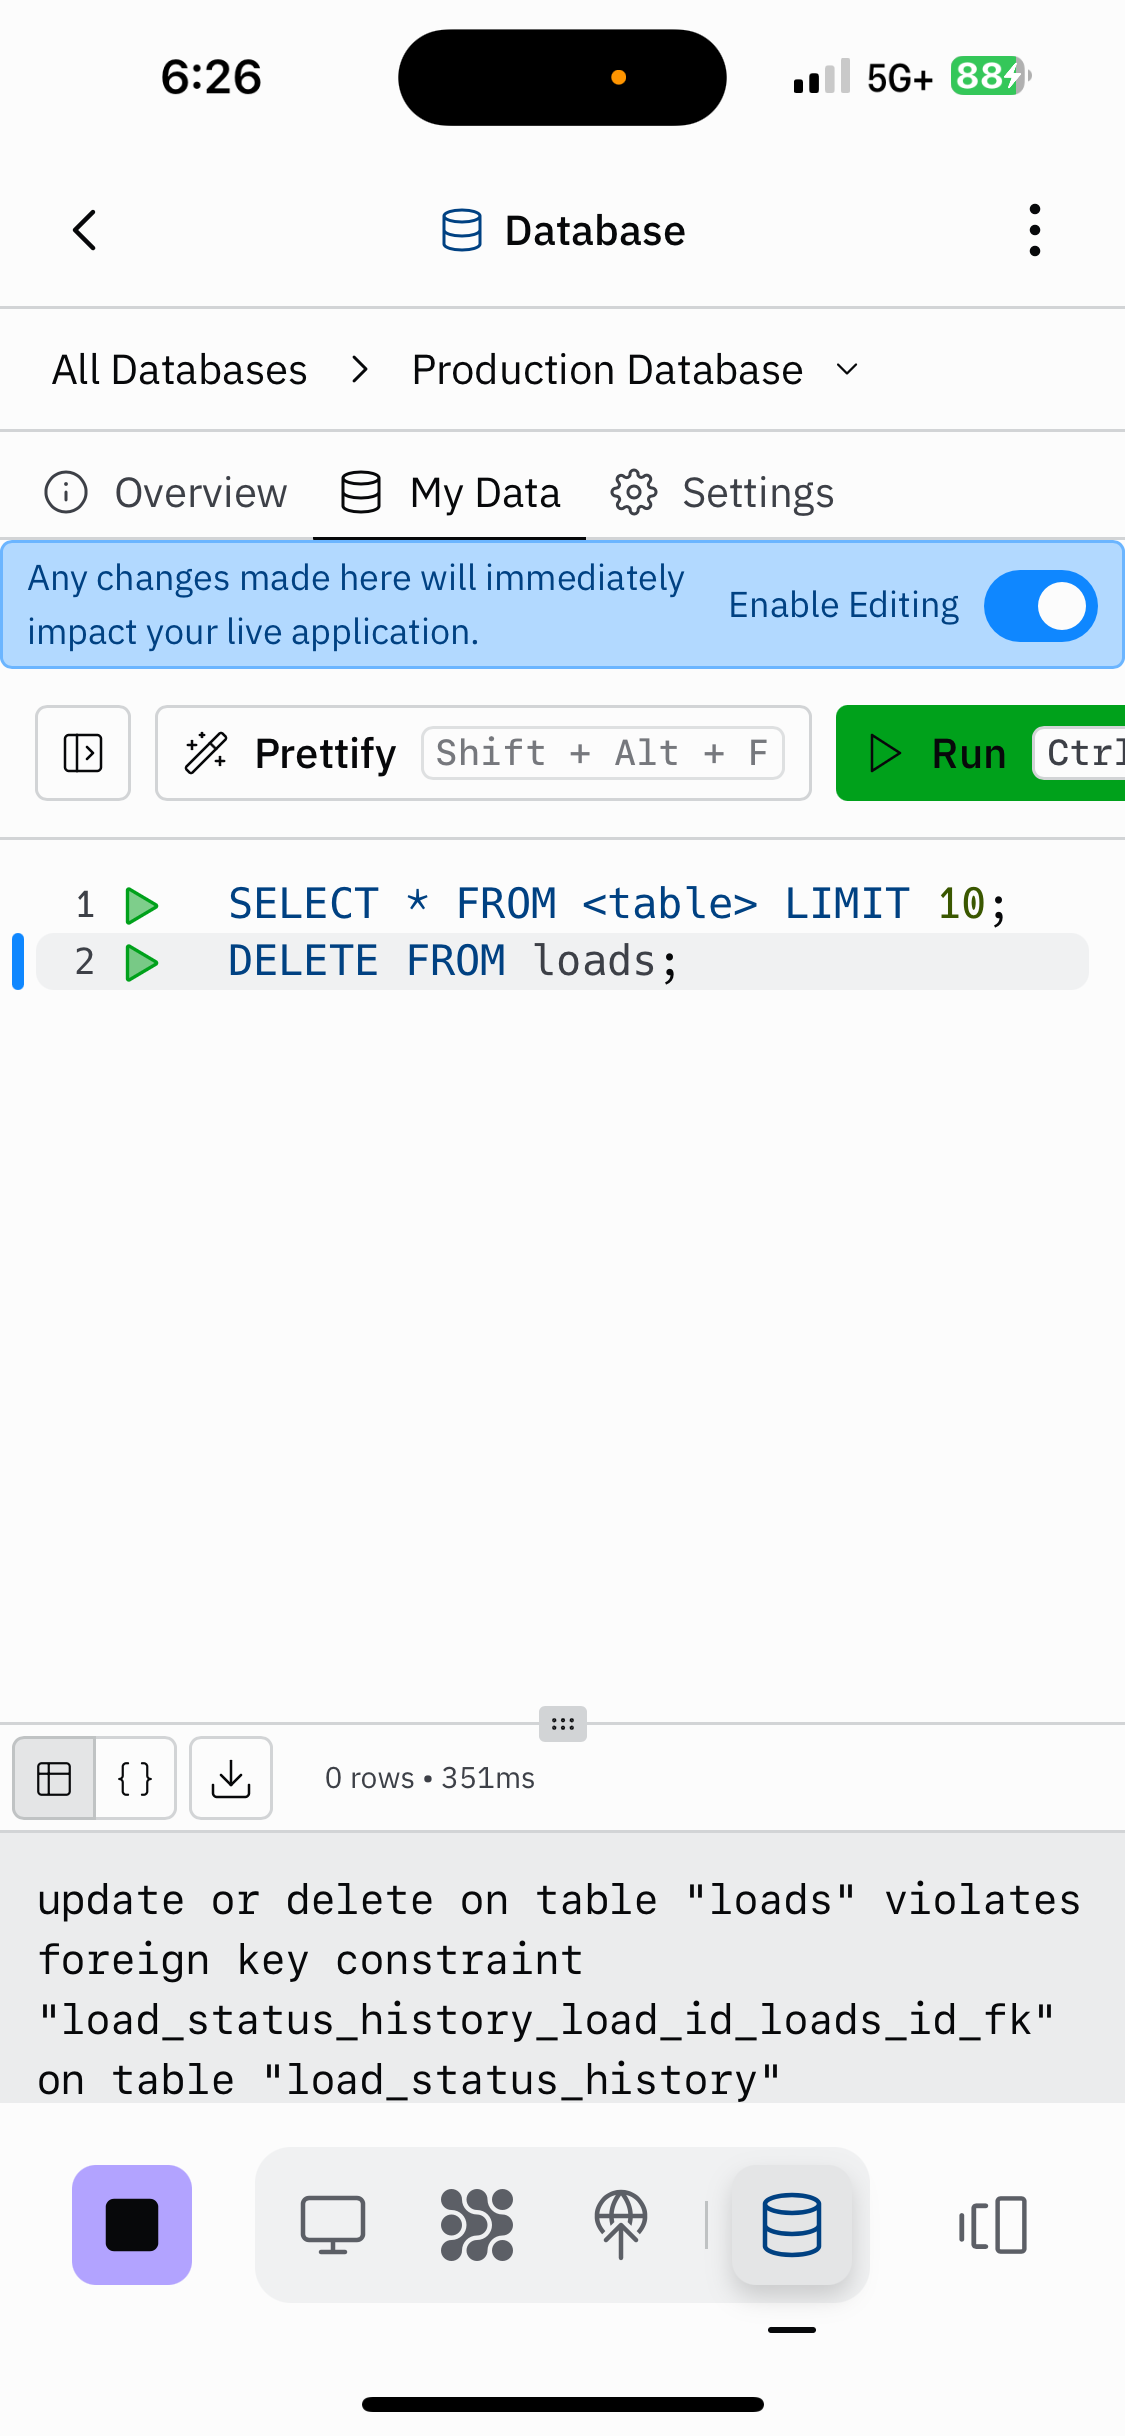 6:26
5G+
88
Database
All Databases > Production Database
Overview
My Data
Settings
Any changes made here will immediately
impact your live application.
Enable Editing
Prettify Shift + Alt + F
Run Ctrl
1 SELECT * FROM <table> LIMIT 10;
2 DELETE FROM loads;
{ }
0 rows • 351ms
update or delete on table "loads" violates
foreign key constraint
"load_status_history_load_id_loads_id_fk"
on table "load_status_history"